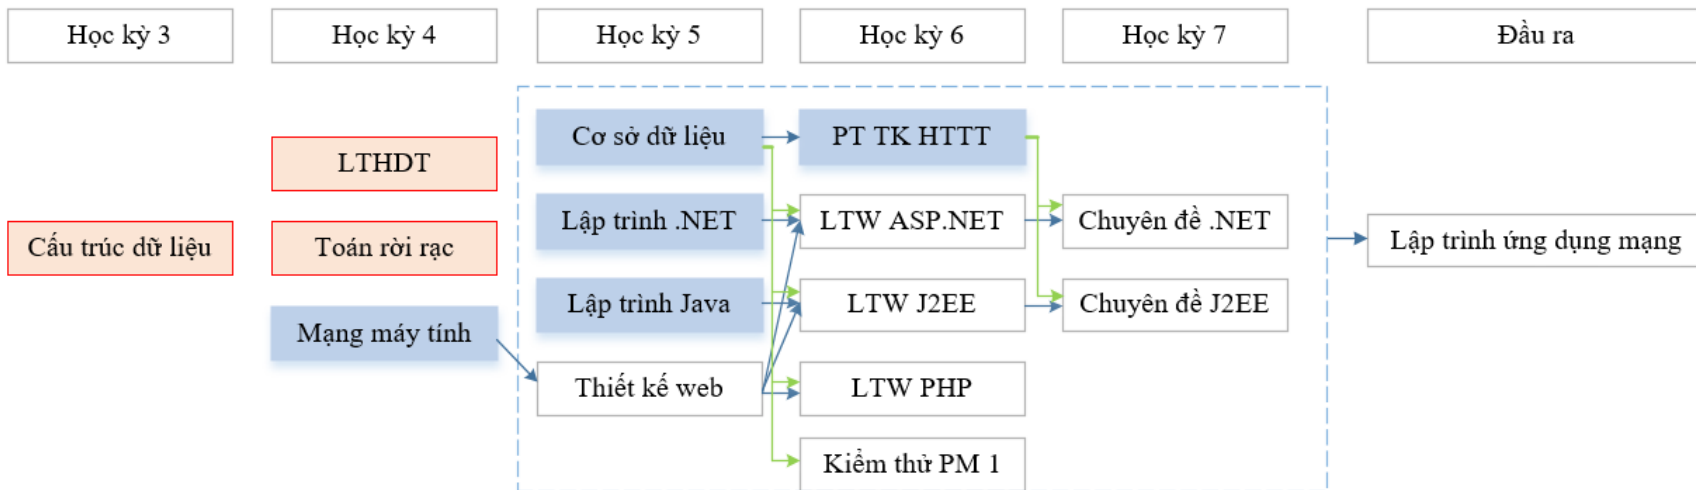 Học kỳ 3
Học kỳ 4
Học kỳ 5
Học kỳ 6
Học kỳ 7
Đầu ra
Cơ sở dữ liệu
PT TK HTTT
LTHDT
Lập trình .NET
LTW ASP.NET
Chuyên đề .NET
Cấu trúc dữ liệu
Toán rời rạc
Lập trình ứng dụng mạng
Lập trình Java
LTW J2EE
Chuyên đề J2EE
Mạng máy tính
Thiết kế web
LTW PHP
Kiểm thử PM 1